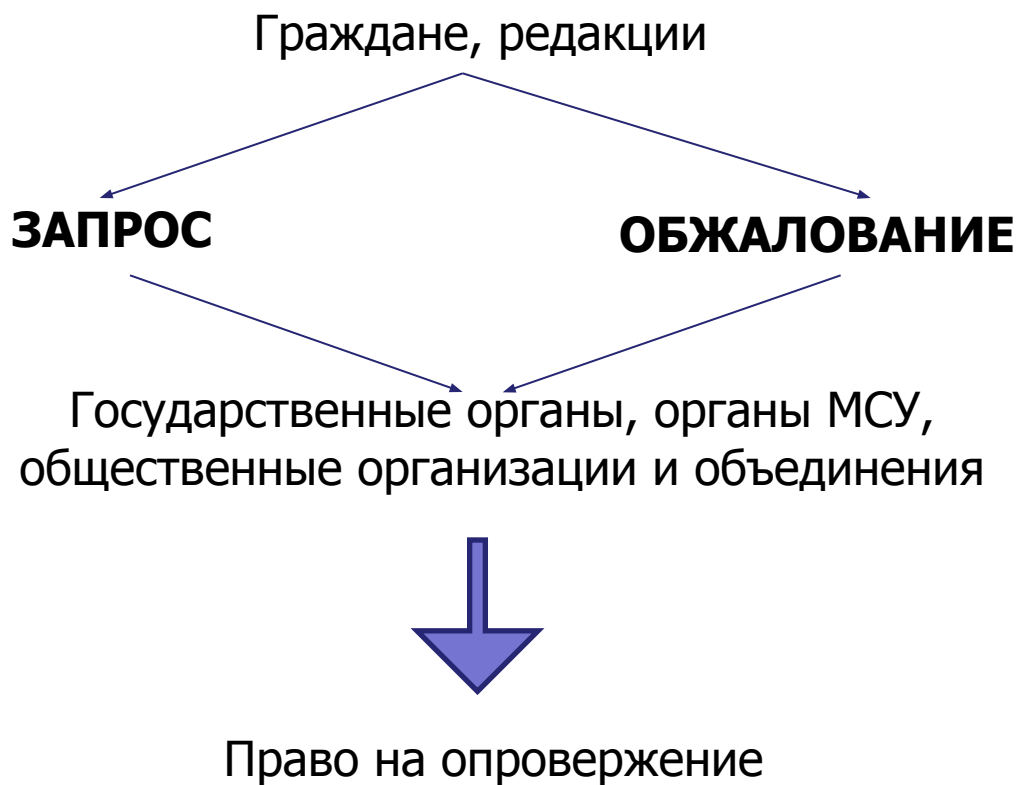 Граждане, редакции
ЗАПРОС
ОБЖАЛОВАНИЕ
Государственные органы, органы МСУ,
общественные организации и объединения
Право на опровержение